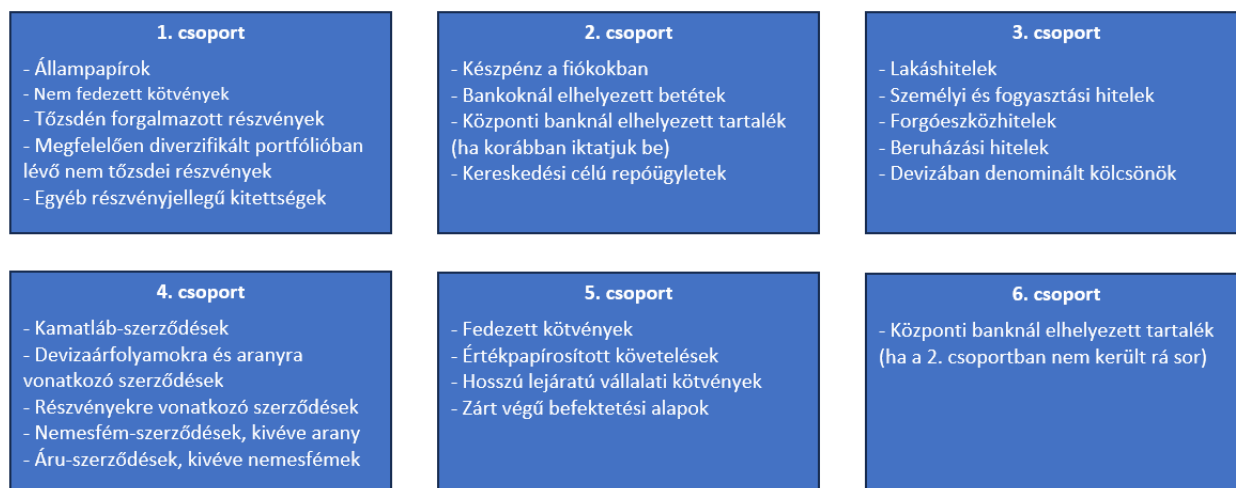 1. csoport
- Állampapírok
- Nem fedezett kötvények
- Tőzsdén forgalmazott részvények
- Megfelelően diverzifikált portfólióban
lévő nem tőzsdei részvények
- Egyéb részvényjellegű kitettségek
2. csoport
- Készpénz a fiókokban
- Bankoknál elhelyezett betétek
- Központi banknál elhelyezett tartalék
(ha korábban iktatjuk be)
- Kereskedési célú repóügyletek
3. csoport
- Lakáshitelek
- Személyi és fogyasztási hitelek
- Forgóeszközhitelek
- Beruházási hitelek
- Devizában denominált kölcsönök
4. csoport
- Kamatláb-szerződések
- Devizaárfolyamokra és aranyra
vonatkozó szerződések
- Részvényekre vonatkozó szerződések
- Nemesfém-szerződések, kivéve arany
- Áru-szerződések, kivéve nemesfémek
5. csoport
- Fedezett kötvények
- Értékpapírosított követelések
- Hosszú lejáratú vállalati kötvények
- Zárt végű befektetési alapok
6. csoport
- Központi banknál elhelyezett tartalék
(ha a 2. csoportban nem került rá sor)